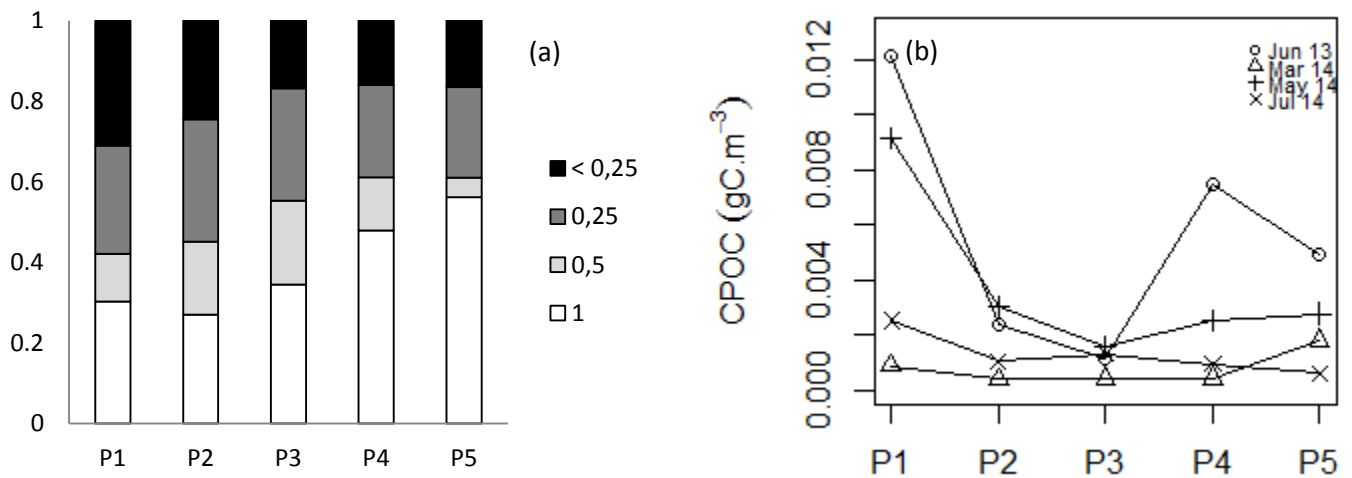 1
0.8
0.6
0.4
0.2
0
P1 P2 P3 P4 P5
(a)
< 0,25
0,25
0,5
1
CPOC (gC.m⁻³)
0.012
0.008
0.004
0.000
P1 P2 P3 P4 P5
(b)
Jun 13
Mar 14
May 14
Jul 14